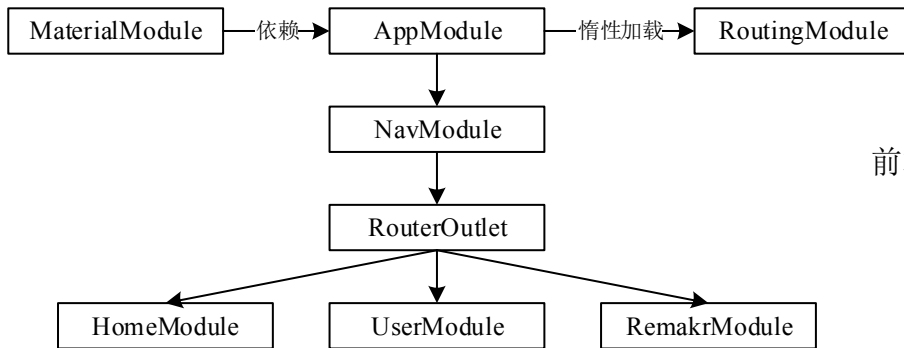 MaterialModule 依赖 AppModule 惰性加载 RoutingModule
NavModule
前
RouterOutlet
HomeModule UserModule RemakrModule